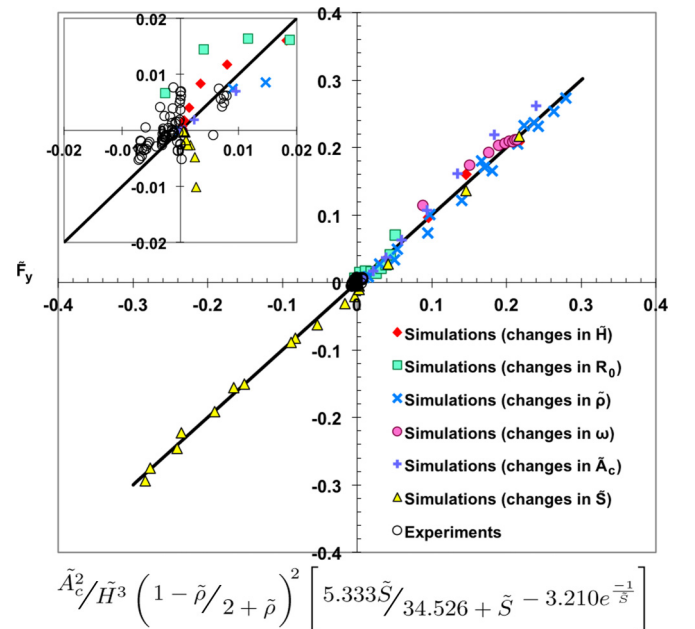 0.4
0.02
0.01
0.3
0.2
-0.02
-0.01
0.01
0.02
-0.01
0.1
-0.02
F̃y
0
-0.4
-0.3
-0.2
-0.1
0
0.1
0.2
0.3
0.4
-0.1
-0.2
-0.3
-0.4
Simulations (changes in H̃)
Simulations (changes in R₀)
Simulations (changes in ρ̃)
Simulations (changes in ω)
Simulations (changes in Ãc)
Simulations (changes in S̃)
Experiments
Ã_c^2/H̃^3 (1 - ρ̃/2 + ρ̃)^2 [5.333S̃/34.526 + S̃ - 3.210e^{-1/S̃}]